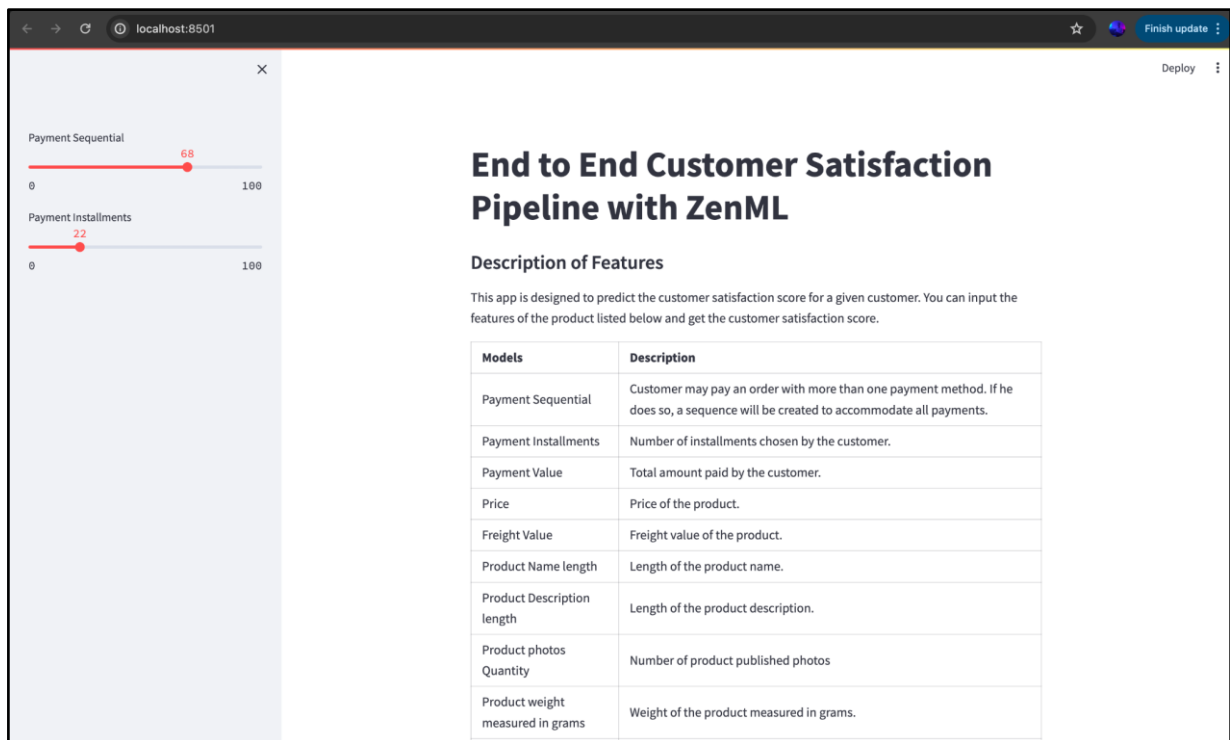 localhost:8501
Finish update
Deploy
Payment Sequential
68
0 100
Payment Installments
22
0 100
End to End Customer Satisfaction
Pipeline with ZenML
Description of Features
This app is designed to predict the customer satisfaction score for a given customer. You can input the
features of the product listed below and get the customer satisfaction score.
Models Description
Payment Sequential Customer may pay an order with more than one payment method. If he
does so, a sequence will be created to accommodate all payments.
Payment Installments Number of installments chosen by the customer.
Payment Value Total amount paid by the customer.
Price Price of the product.
Freight Value Freight value of the product.
Product Name length Length of the product name.
Product Description
length
Length of the product description.
Product photos
Quantity
Number of product published photos
Product weight
measured in grams
Weight of the product measured in grams.